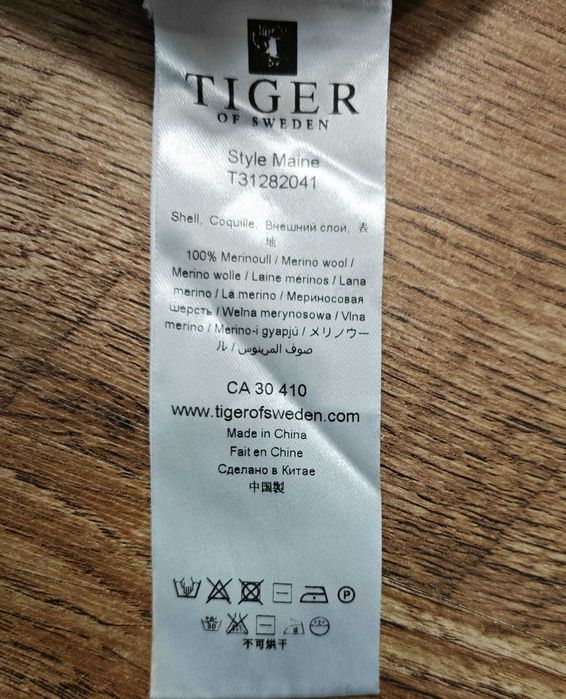 TIGER
OF SWEDEN
Style Maine
T31282041
Shell, Coquille, Внешний слой, 表
地
100% Merinoull / Merino wool /
Merino wolle / Laine mérinos / Lana
merino / La merino / Мериносовая
шерсть / Wełna merynosowa / Vlna
merino / Merino-i gyapjú / メリノウー
ル / صوف المرينوس
CA 30 410
www.tigerofsweden.com
Made in China
Fait en Chine
Сделано в Китае
中国製
P
30
不可烘干